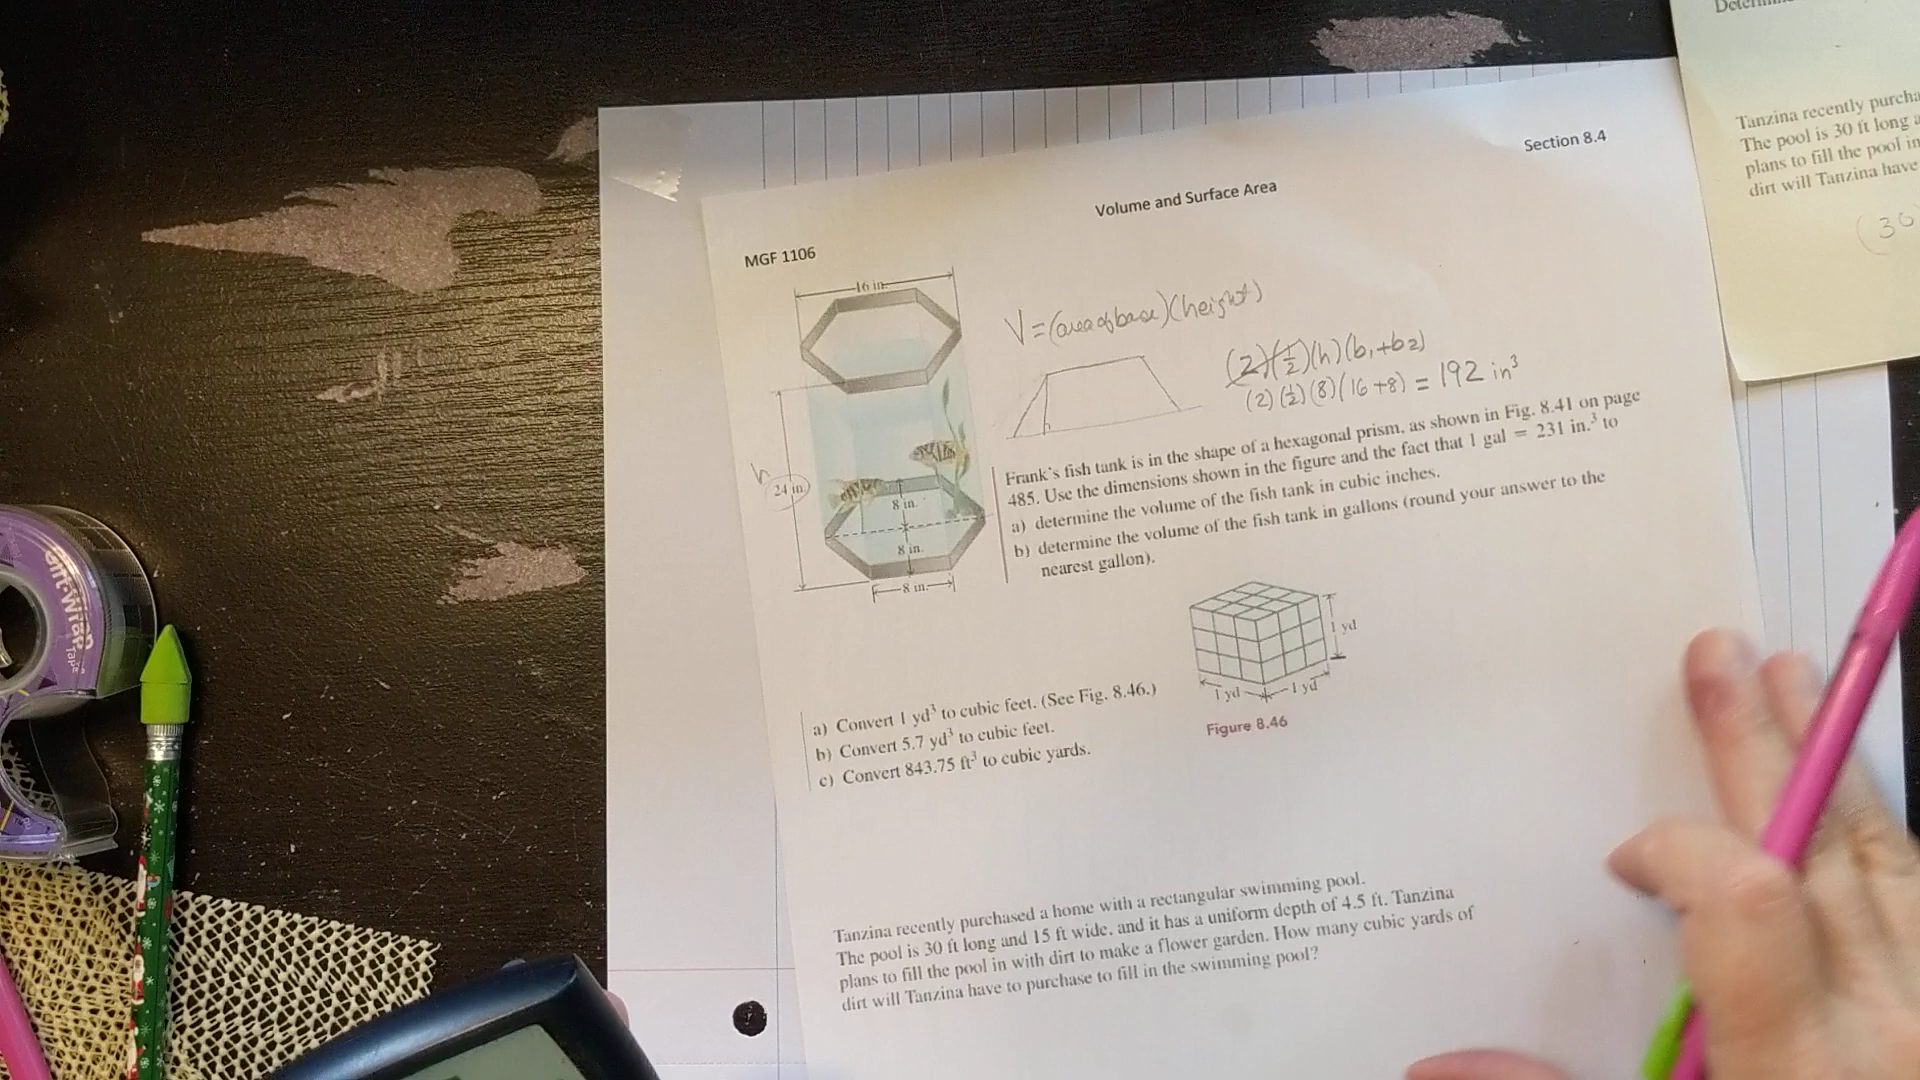 Section 8.4
Volume and Surface Area
MGF 1106
16 in.
V=(area of base)(height)
(2)(1/2)(h)(b₁+b2)
(2)(1/2)(8)(16+8) = 192 in³
h
24 in.
8 in.
8 in.
8 in.
Frank's fish tank is in the shape of a hexagonal prism, as shown in Fig. 8.41 on page
485. Use the dimensions shown in the figure and the fact that 1 gal = 231 in.³ to
a) determine the volume of the fish tank in cubic inches.
b) determine the volume of the fish tank in gallons (round your answer to the
nearest gallon).
1 yd
1 yd
1 yd
Figure 8.46
a) Convert 1 yd³ to cubic feet. (See Fig. 8.46.)
b) Convert 5.7 yd³ to cubic feet.
c) Convert 843.75 ft³ to cubic yards.
Tanzina recently purchased a home with a rectangular swimming pool.
The pool is 30 ft long and 15 ft wide, and it has a uniform depth of 4.5 ft. Tanzina
plans to fill the pool in with dirt to make a flower garden. How many cubic yards of
dirt will Tanzina have to purchase to fill in the swimming pool?
Tanzina recently purcha
The pool is 30 ft long a
plans to fill the pool in
dirt will Tanzina have
(30